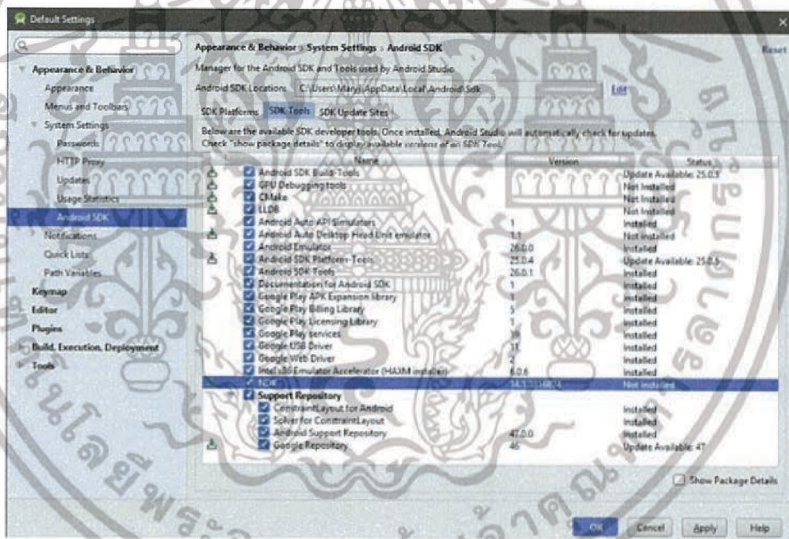 Default Settings
Reset
Appearance & Behavior › System Settings › Android SDK
Manager for the Android SDK and Tools used by Android Studio
Android SDK Location: C:\Users\Maryj\AppData\Local\Android\Sdk Edit
SDK Platforms SDK Tools SDK Update Sites
Below are the available SDK developer tools. Once installed, Android Studio will automatically check for updates.
Check "show package details" to display available versions of an SDK Tool.
Appearance & Behavior
Appearance
Menus and Toolbars
System Settings
Passwords
HTTP Proxy
Updates
Usage Statistics
Android SDK
Notifications
Quick Lists
Path Variables
Keymap
Editor
Plugins
Build, Execution, Deployment
Tools
Name Version Status
Android SDK Build-Tools Update Available: 25.0.3
GPU Debugging tools Not Installed
CMake Not Installed
LLDB Not Installed
Android Auto API Simulators 1 Installed
Android Auto Desktop Head Unit emulator 1.1 Not installed
Android Emulator 26.0.0 Installed
Android SDK Platform-Tools 25.0.4 Update Available: 25.0.5
Android SDK Tools 26.0.1 Installed
Documentation for Android SDK 1 Installed
Google Play APK Expansion library 1 Installed
Google Play Billing Library 5 Installed
Google Play Licensing Library 1 Installed
Google Play services Installed
Google USB Driver 11 Installed
Google Web Driver 2 Installed
Intel x86 Emulator Accelerator (HAXM installer) 6.0.6 Installed
NDK Not installed
Support Repository
ConstraintLayout for Android Installed
Solver for ConstraintLayout Installed
Android Support Repository 47.0.0 Installed
Google Repository 46 Update Available: 47
Show Package Details
OK Cancel Apply Help